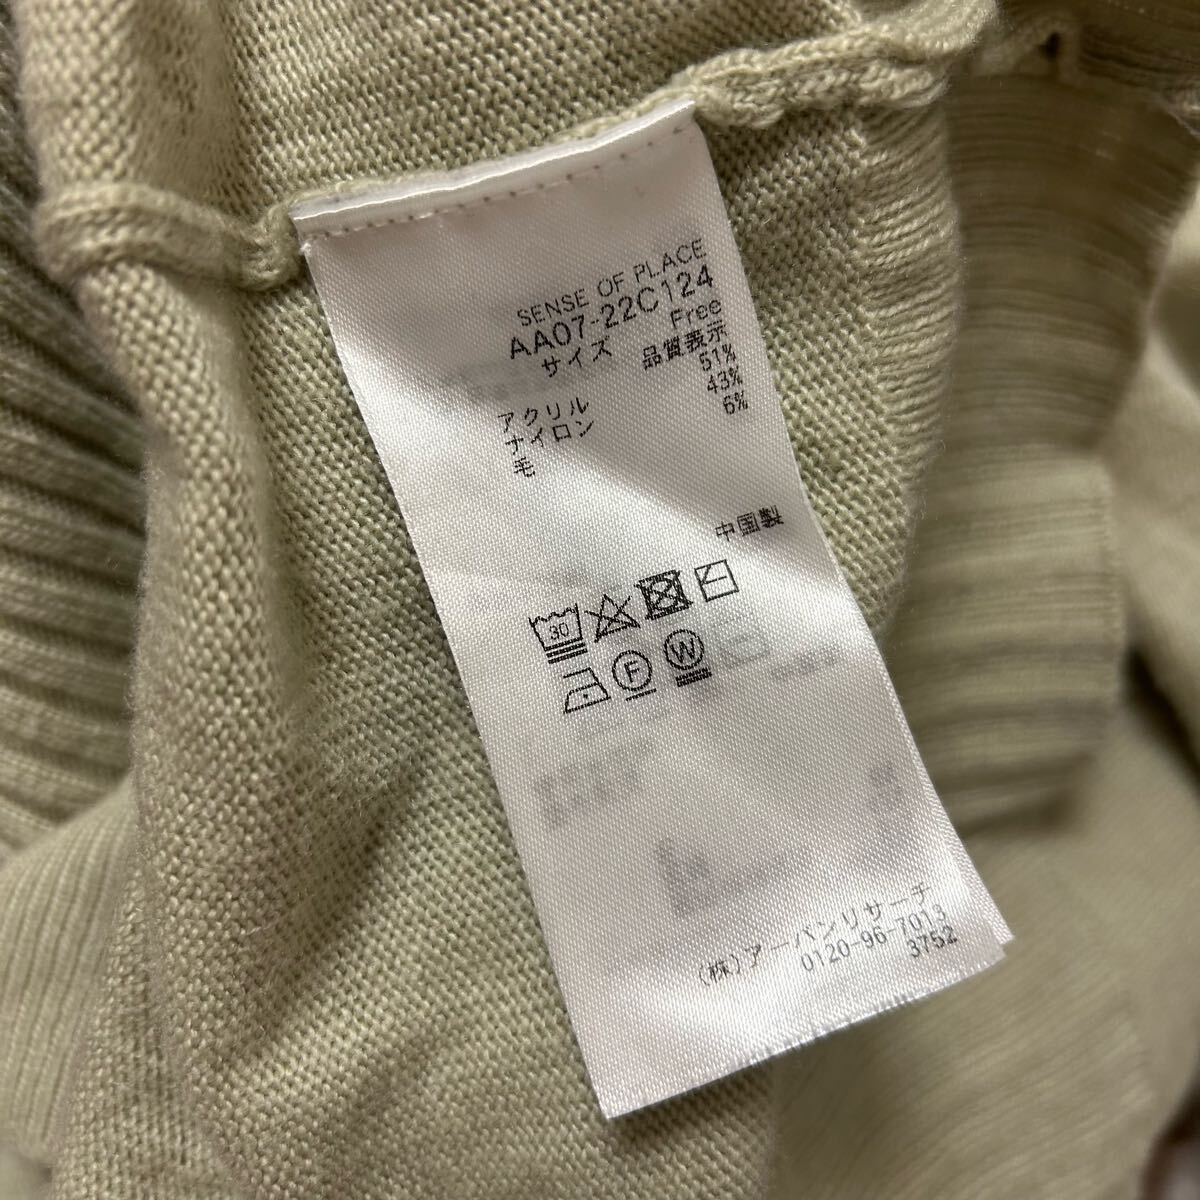 SENSE OF PLACE
AA07-22C124
サイズ Free
品質表示
アクリル 51%
ナイロン 43%
毛 6%
中国製
30
F W
(株)アーバンリサーチ
0120-96-7013
3752